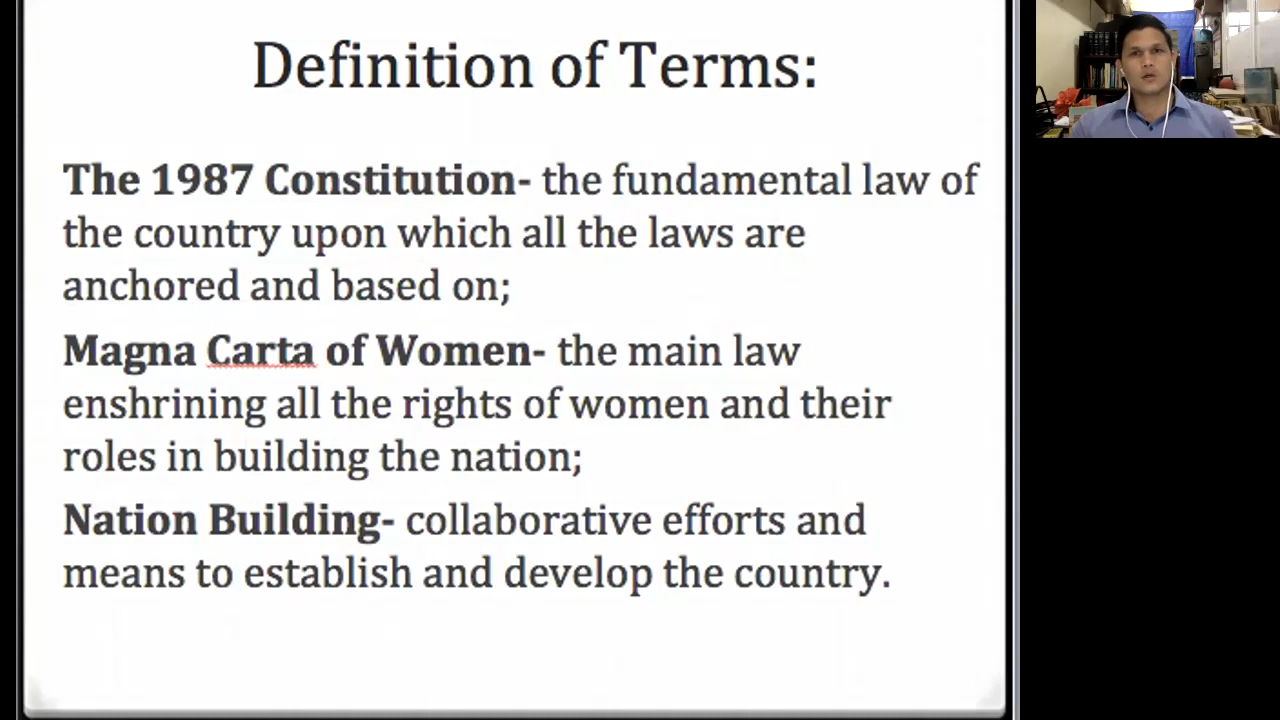 Definition of Terms:
The 1987 Constitution- the fundamental law of
the country upon which all the laws are
anchored and based on;
Magna Carta of Women- the main law
enshrining all the rights of women and their
roles in building the nation;
Nation Building- collaborative efforts and
means to establish and develop the country.